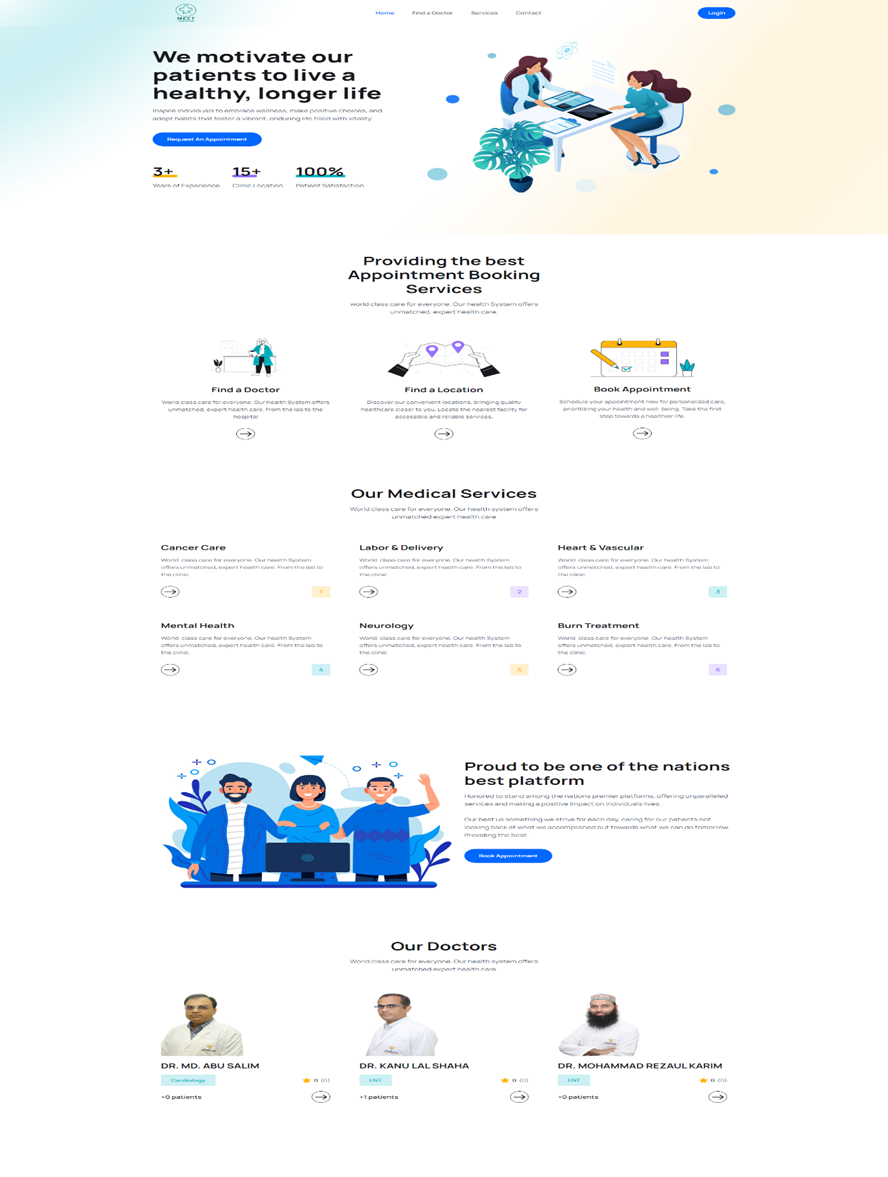 MEET
Home
Find a Doctor
Services
Contact
Login
We motivate our
patients to live a
healthy, longer life
Inspire individuals to embrace wellness, make positive choices, and
adopt habits that foster a vibrant, enduring life filled with vitality.
Request An Appointment
3+
15+
100%
Years of Experience
Clinic Location
Patient Satisfaction
Providing the best
Appointment Booking
Services
world class care for everyone. Our health System offers
unmatched, expert health care.
Find a Doctor
World class care for everyone. Our health System offers
unmatched, expert health care. From the lab to the
hospital
Find a Location
Discover our convenient locations, bringing quality
healthcare closer to you. Locate the nearest facility for
accessible and reliable services.
Book Appointment
Schedule your appointment now for personalized care,
prioritizing your health and well-being. Take the first
step towards a healthier life.
Our Medical Services
World class care for everyone. Our health system offers
unmatched expert health care
Cancer Care
World-class care for everyone. Our health System
offers unmatched, expert health care. From the lab to
the clinic.
1
Labor & Delivery
World-class care for everyone. Our health System
offers unmatched, expert health care. From the lab to
the clinic.
2
Heart & Vascular
World-class care for everyone. Our health System
offers unmatched, expert health care. From the lab to
the clinic.
3
Mental Health
World-class care for everyone. Our health System
offers unmatched, expert health care. From the lab to
the clinic.
4
Neurology
World-class care for everyone. Our health System
offers unmatched, expert health care. From the lab to
the clinic.
5
Burn Treatment
World-class care for everyone. Our health System
offers unmatched, expert health care. From the lab to
the clinic.
6
Proud to be one of the nations
best platform
Honored to stand among the nations premier platforms, offering unparalleled
services and making a positive impact on individuals lives.
Our best us something we strive for each day, caring for our patients not
looking back at what we accomplished but towards what we can do tomorrow.
Providing the best.
Book Appointment
Our Doctors
World class care for everyone. Our health system offers
unmatched expert health care
DR. MD. ABU SALIM
Cardiology
0 (0)
+0 patients
DR. KANU LAL SHAHA
ENT
0 (0)
+1 patients
DR. MOHAMMAD REZAUL KARIM
ENT
0 (0)
+0 patients